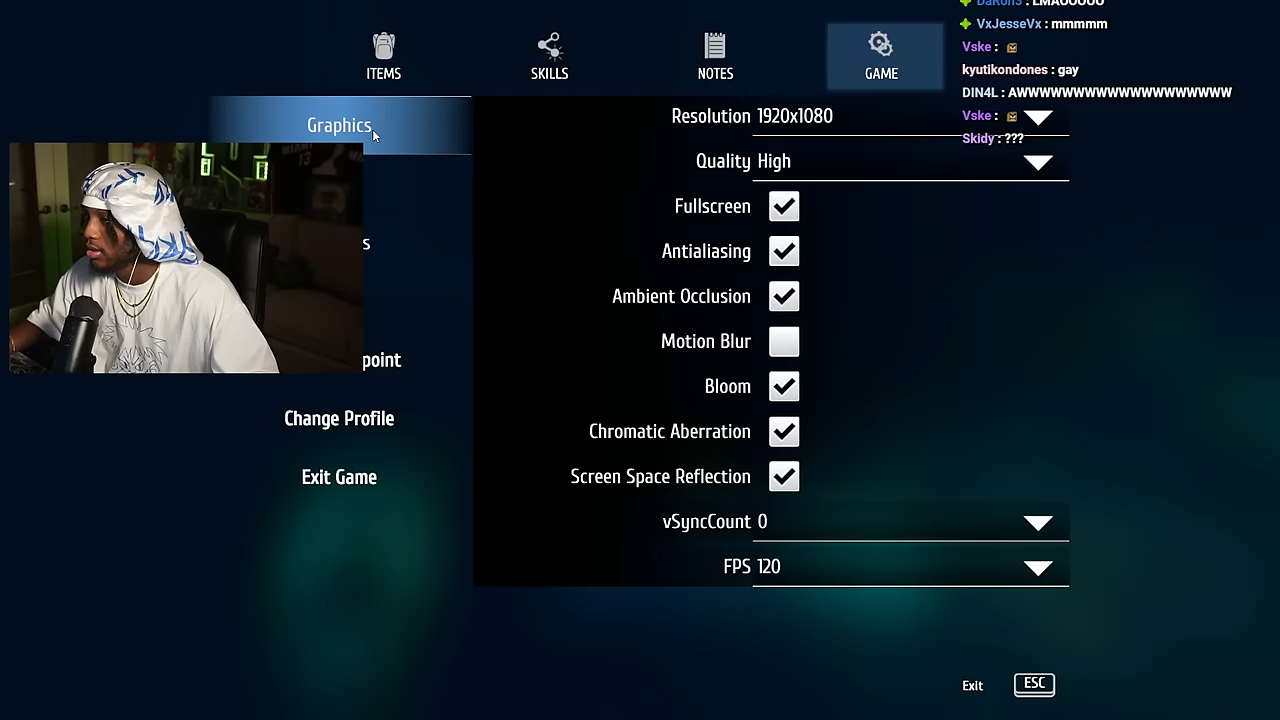 DaRon3 : LMAOOOOO
VxJesseVx : mmmmm
Vske :
kyutikondones : gay
DIN4L : AWWWWWWWWWWWWWWWWWWWW
Vske :
Skidy : ???
ITEMS
SKILLS
NOTES
GAME
Graphics
s
point
Change Profile
Exit Game
Resolution 1920x1080
Quality High
Fullscreen
Antialiasing
Ambient Occlusion
Motion Blur
Bloom
Chromatic Aberration
Screen Space Reflection
vSyncCount 0
FPS 120
Exit ESC